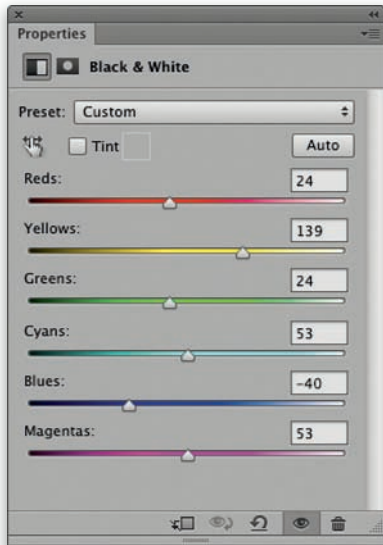 Properties
Black & White
Preset: Custom
Tint Auto
Reds: 24
Yellows: 139
Greens: 24
Cyans: 53
Blues: -40
Magentas: 53